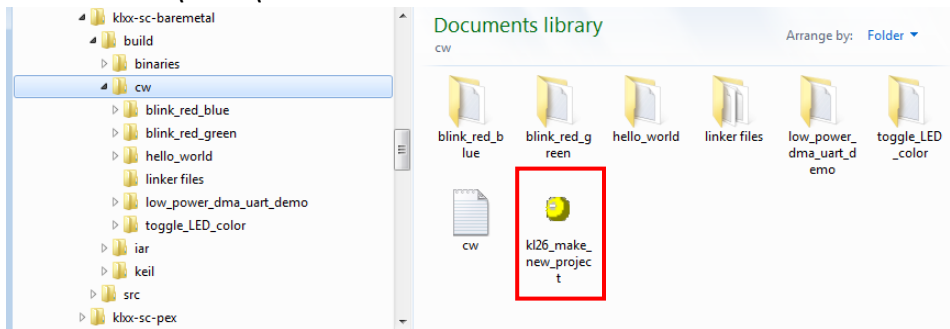 klxx-sc-baremetal
build
binaries
cw
blink_red_blue
blink_red_green
hello_world
linker files
low_power_dma_uart_demo
toggle_LED_color
iar
keil
src
klxx-sc-pex
Documents library
cw
Arrange by: Folder
blink_red_b
lue
blink_red_g
reen
hello_world
linker files
low_power_
dma_uart_d
emo
toggle_LED
_color
cw
kl26_make_
new_projec
t